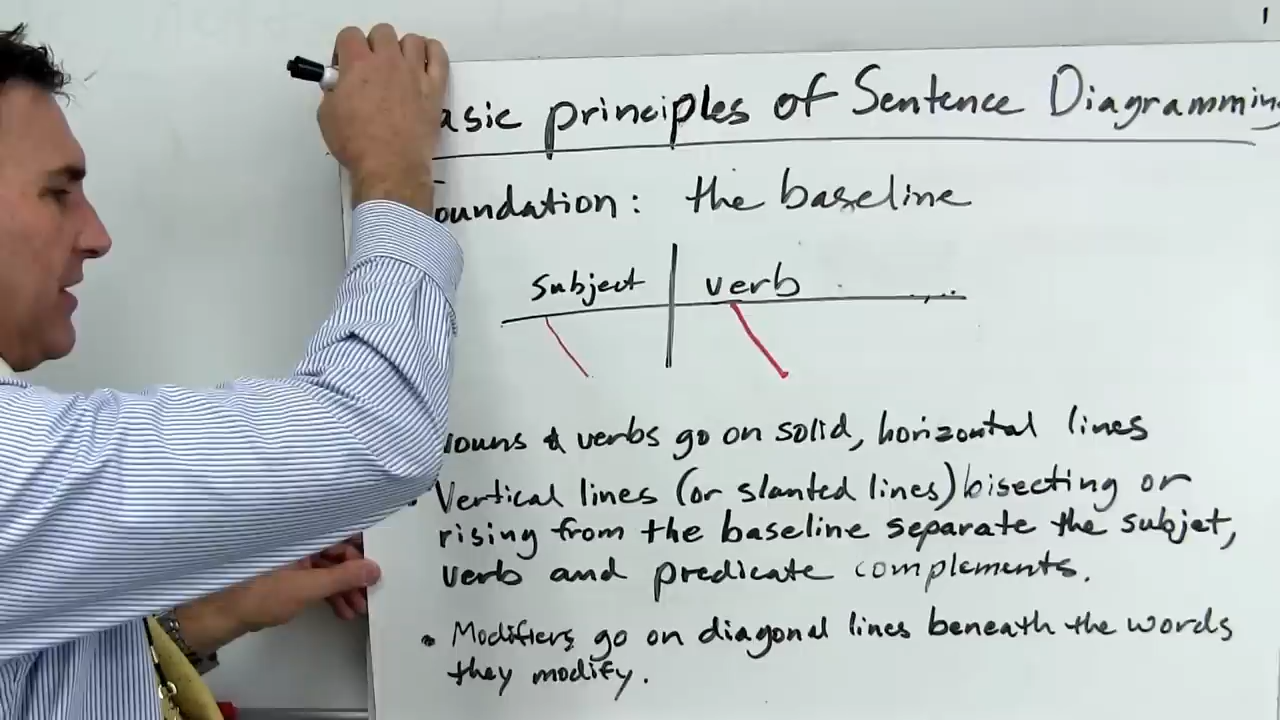 1
asic principles of Sentence Diagramming
oundation: the baseline
subject verb
nouns & verbs go on solid, horizontal lines
• Vertical lines (or slanted lines) bisecting or
rising from the baseline separate the subjet,
verb and predicate complements.
• Modifiers go on diagonal lines beneath the words
they modify.